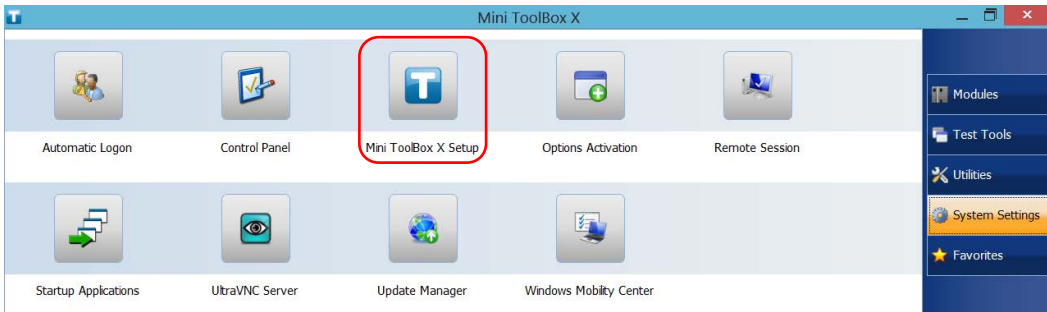 Mini ToolBox X
Automatic Logon
Control Panel
Mini ToolBox X Setup
Options Activation
Remote Session
Startup Applications
UltraVNC Server
Update Manager
Windows Mobility Center
Modules
Test Tools
Utilities
System Settings
Favorites